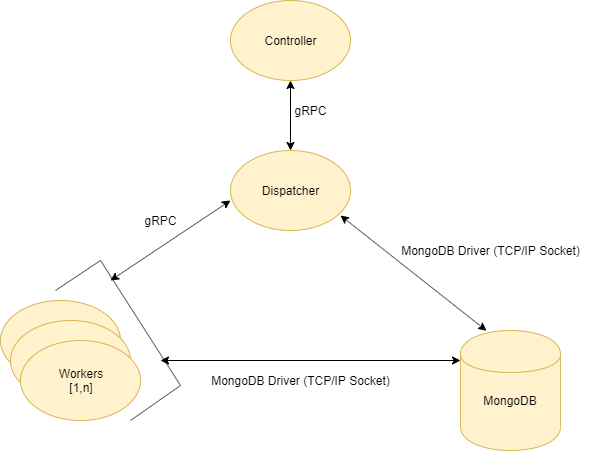 Controller
gRPC
Dispatcher
gRPC
MongoDB Driver (TCP/IP Socket)
Workers
[1,n]
MongoDB Driver (TCP/IP Socket)
MongoDB